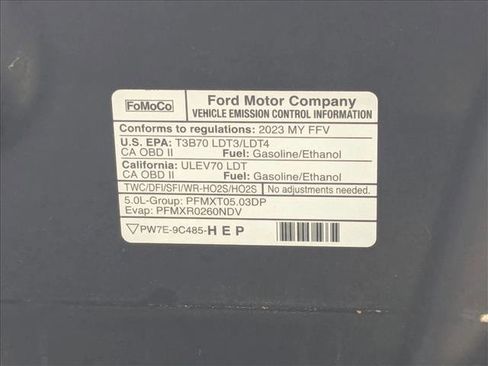 FoMoCo
Ford Motor Company
VEHICLE EMISSION CONTROL INFORMATION
Conforms to regulations: 2023 MY FFV
U.S. EPA: T3B70 LDT3/LDT4
CA OBD II Fuel: Gasoline/Ethanol
California: ULEV70 LDT
CA OBD II Fuel: Gasoline/Ethanol
TWC/DFI/SFI/WR-HO2S/HO2S No adjustments needed.
5.0L-Group: PFMXT05.03DP
Evap: PFMXR0260NDV
PW7E-9C485-HEP